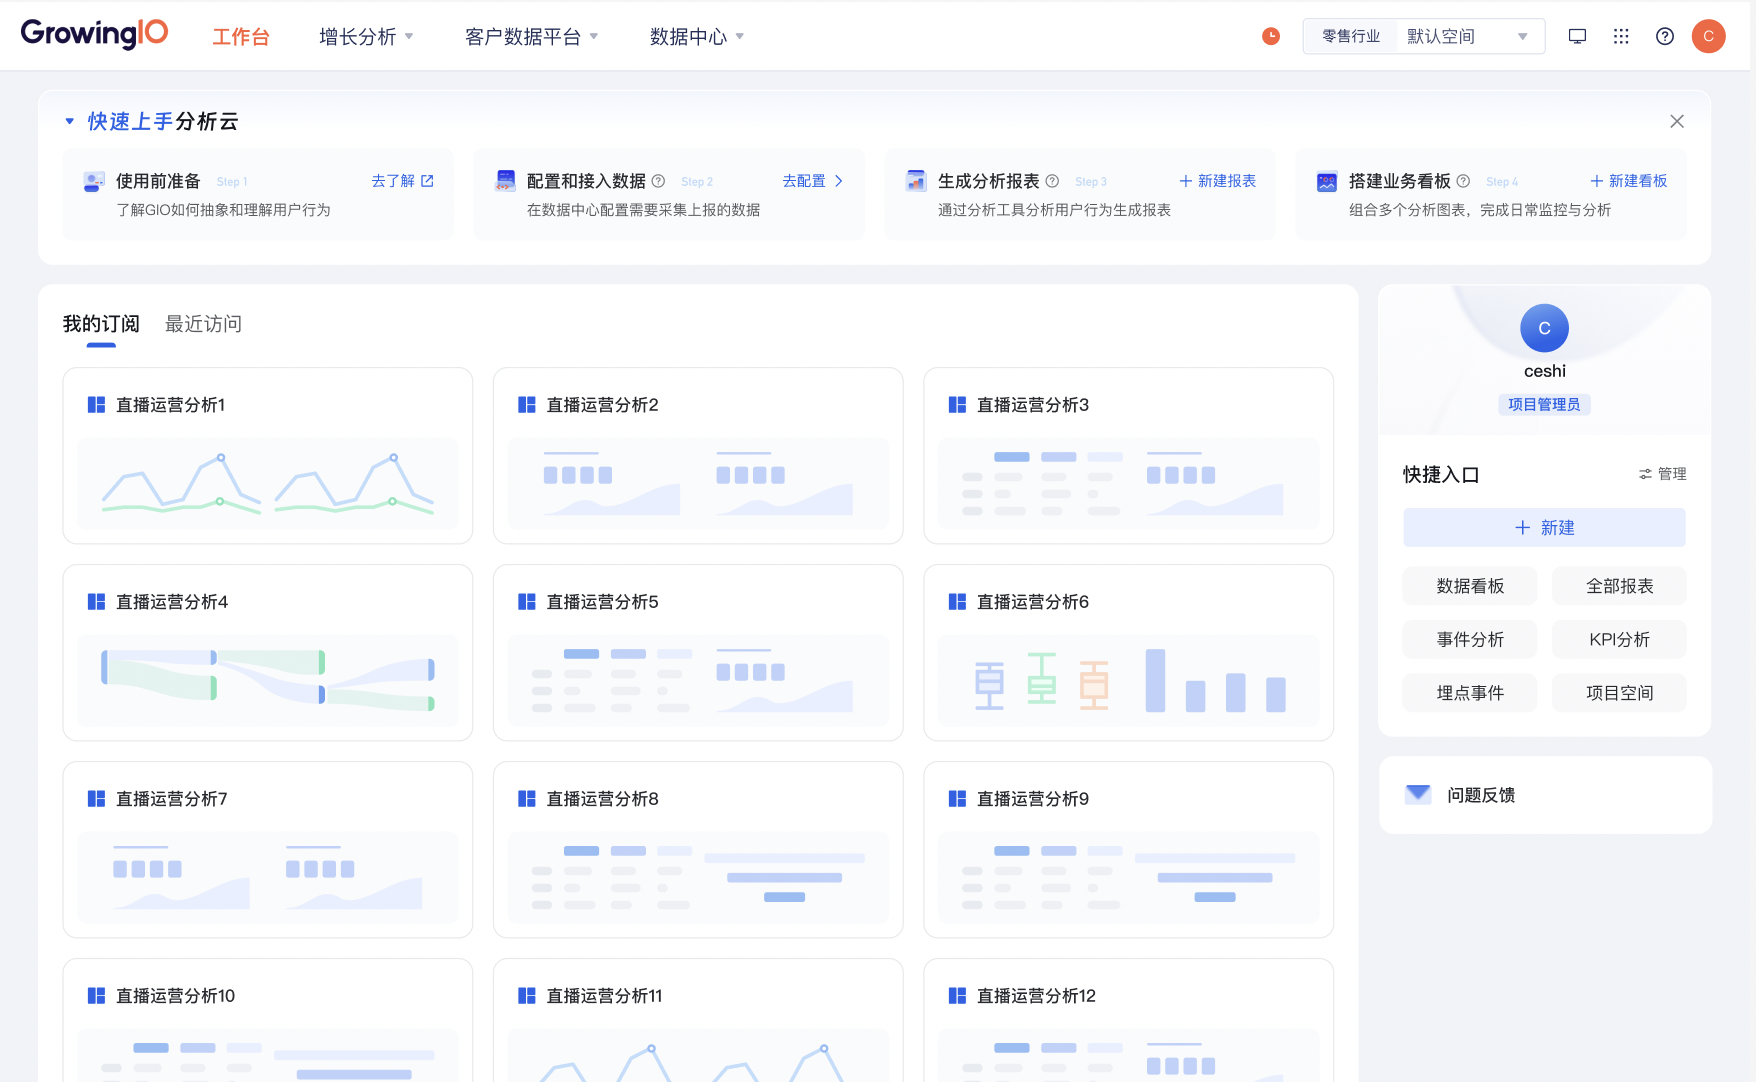 GrowingIO
工作台
增长分析
客户数据平台
数据中心
零售行业
默认空间
C
快速上手分析云
使用前准备
Step 1
去了解
了解GIO如何抽象和理解用户行为
配置和接入数据
Step 2
去配置
在数据中心配置需要采集上报的数据
生成分析报表
Step 3
新建报表
通过分析工具分析用户行为生成报表
搭建业务看板
Step 4
新建看板
组合多个分析图表，完成日常监控与分析
我的订阅
最近访问
直播运营分析1
直播运营分析2
直播运营分析3
直播运营分析4
直播运营分析5
直播运营分析6
直播运营分析7
直播运营分析8
直播运营分析9
直播运营分析10
直播运营分析11
直播运营分析12
C
ceshi
项目管理员
快捷入口
管理
新建
数据看板
全部报表
事件分析
KPI分析
埋点事件
项目空间
问题反馈